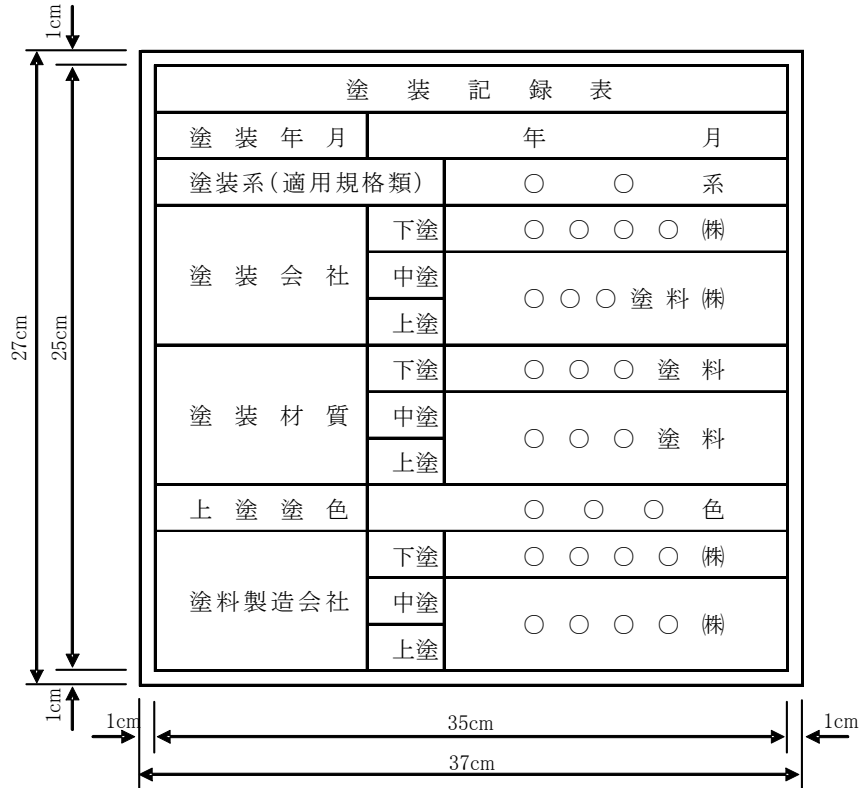 1cm
塗装記録表
塗装年月 年 月
塗装系(適用規格類) ○ ○ 系
下塗 ○ ○ ○ ○ ㈱
塗装会社 中塗 ○ ○ ○ 塗料 ㈱
上塗
下塗 ○ ○ ○ 塗料
塗装材質 中塗 ○ ○ ○ 塗料
上塗
上塗塗色 ○ ○ ○ 色
下塗 ○ ○ ○ ○ ㈱
塗料製造会社 中塗 ○ ○ ○ ○ ㈱
上塗
27cm
25cm
1cm
1cm 35cm 1cm
37cm